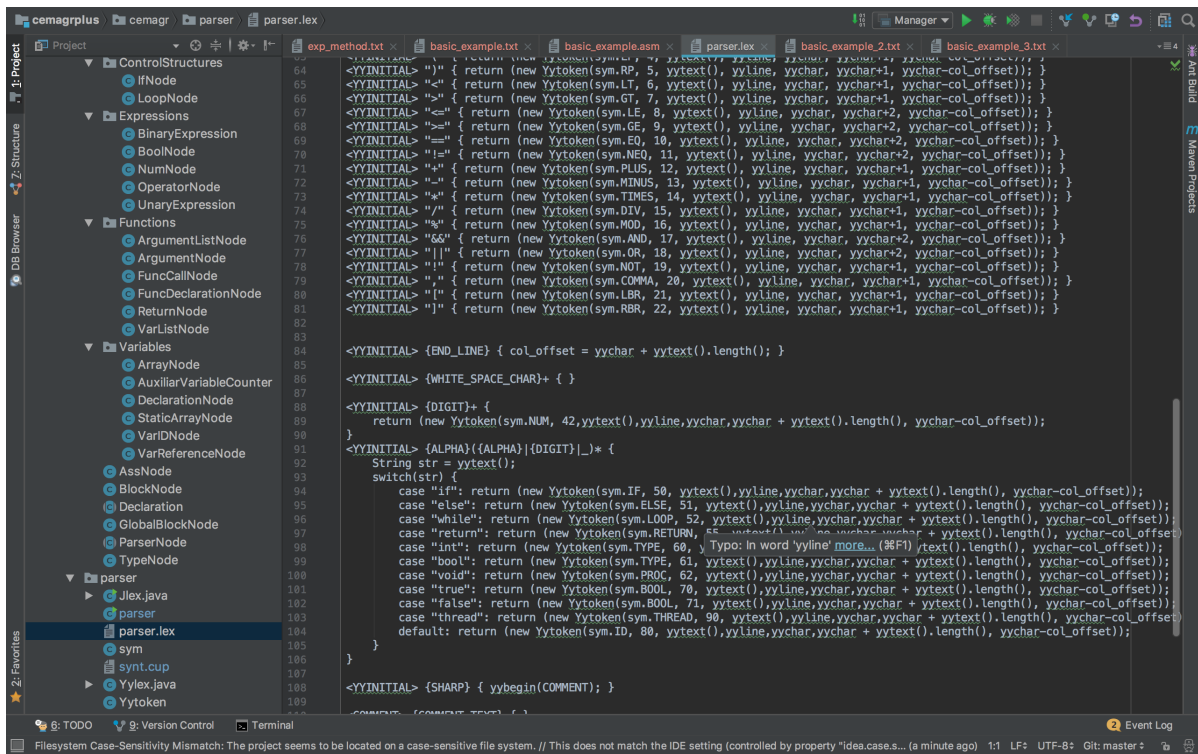 cemagrplus cemagr parser parser.lex Manager
Project exp_method.txt basic_example.txt basic_example.asm parser.lex basic_example_2.txt basic_example_3.txt 4
1: Project
Z: Structure
DB Browser
2: Favorites
Ant Build
Maven Projects
ControlStructures
IfNode
LoopNode
Expressions
BinaryExpression
BoolNode
NumNode
OperatorNode
UnaryExpression
Functions
ArgumentListNode
ArgumentNode
FuncCallNode
FuncDeclarationNode
ReturnNode
VarListNode
Variables
ArrayNode
AuxiliarVariableCounter
DeclarationNode
StaticArrayNode
VarIDNode
VarReferenceNode
AssNode
BlockNode
Declaration
GlobalBlockNode
ParserNode
TypeNode
parser
Jlex.java
parser
parser.lex
sym
synt.cup
Yylex.java
Yytoken
64 <YYINITIAL> ")" { return (new Yytoken(sym.RP, 5, yytext(), yyline, yychar, yychar+1, yychar-col_offset)); }
65 <YYINITIAL> "<" { return (new Yytoken(sym.LT, 6, yytext(), yyline, yychar, yychar+1, yychar-col_offset)); }
66 <YYINITIAL> ">" { return (new Yytoken(sym.GT, 7, yytext(), yyline, yychar, yychar+1, yychar-col_offset)); }
67 <YYINITIAL> "<=" { return (new Yytoken(sym.LE, 8, yytext(), yyline, yychar, yychar+2, yychar-col_offset)); }
68 <YYINITIAL> ">=" { return (new Yytoken(sym.GE, 9, yytext(), yyline, yychar, yychar+2, yychar-col_offset)); }
69 <YYINITIAL> "==" { return (new Yytoken(sym.EQ, 10, yytext(), yyline, yychar, yychar+2, yychar-col_offset)); }
70 <YYINITIAL> "!=" { return (new Yytoken(sym.NEQ, 11, yytext(), yyline, yychar, yychar+2, yychar-col_offset)); }
71 <YYINITIAL> "+" { return (new Yytoken(sym.PLUS, 12, yytext(), yyline, yychar, yychar+1, yychar-col_offset)); }
72 <YYINITIAL> "-" { return (new Yytoken(sym.MINUS, 13, yytext(), yyline, yychar, yychar+1, yychar-col_offset)); }
73 <YYINITIAL> "*" { return (new Yytoken(sym.TIMES, 14, yytext(), yyline, yychar, yychar+1, yychar-col_offset)); }
74 <YYINITIAL> "/" { return (new Yytoken(sym.DIV, 15, yytext(), yyline, yychar, yychar+1, yychar-col_offset)); }
75 <YYINITIAL> "%" { return (new Yytoken(sym.MOD, 16, yytext(), yyline, yychar, yychar+1, yychar-col_offset)); }
76 <YYINITIAL> "&&" { return (new Yytoken(sym.AND, 17, yytext(), yyline, yychar, yychar+2, yychar-col_offset)); }
77 <YYINITIAL> "||" { return (new Yytoken(sym.OR, 18, yytext(), yyline, yychar, yychar+2, yychar-col_offset)); }
78 <YYINITIAL> "!" { return (new Yytoken(sym.NOT, 19, yytext(), yyline, yychar, yychar+1, yychar-col_offset)); }
79 <YYINITIAL> "," { return (new Yytoken(sym.COMMA, 20, yytext(), yyline, yychar, yychar+1, yychar-col_offset)); }
80 <YYINITIAL> "[" { return (new Yytoken(sym.LBR, 21, yytext(), yyline, yychar, yychar+1, yychar-col_offset)); }
81 <YYINITIAL> "]" { return (new Yytoken(sym.RBR, 22, yytext(), yyline, yychar, yychar+1, yychar-col_offset)); }
82
83
84 <YYINITIAL> {END_LINE} { col_offset = yychar + yytext().length(); }
85
86 <YYINITIAL> {WHITE_SPACE_CHAR}+ { }
87
88 <YYINITIAL> {DIGIT}+ {
89 return (new Yytoken(sym.NUM, 42,yytext(),yyline,yychar,yychar + yytext().length(), yychar-col_offset));
90 }
91 <YYINITIAL> {ALPHA}({ALPHA}|{DIGIT}|_)* {
92 String str = yytext();
93 switch(str) {
94 case "if": return (new Yytoken(sym.IF, 50, yytext(),yyline,yychar,yychar + yytext().length(), yychar-col_offset));
95 case "else": return (new Yytoken(sym.ELSE, 51, yytext(),yyline,yychar,yychar + yytext().length(), yychar-col_offset));
96 case "while": return (new Yytoken(sym.LOOP, 52, yytext(),yyline,yychar,yychar + yytext().length(), yychar-col_offset));
97 case "return": return (new Yytoken(sym.RETURN, 55, yytext(),yyline,yychar,yychar + yytext().length(), yychar-col_offset)
98 case "int": return (new Yytoken(sym.TYPE, 60, y Typo: In word 'yyline' more... (⌘F1) ytext().length(), yychar-col_offset));
99 case "bool": return (new Yytoken(sym.TYPE, 61, yytext(),yyline,yychar,yychar + yytext().length(), yychar-col_offset));
100 case "void": return (new Yytoken(sym.PROC, 62, yytext(),yyline,yychar,yychar + yytext().length(), yychar-col_offset));
101 case "true": return (new Yytoken(sym.BOOL, 70, yytext(),yyline,yychar,yychar + yytext().length(), yychar-col_offset));
102 case "false": return (new Yytoken(sym.BOOL, 71, yytext(),yyline,yychar,yychar + yytext().length(), yychar-col_offset));
103 case "thread": return (new Yytoken(sym.THREAD, 90, yytext(),yyline,yychar,yychar + yytext().length(), yychar-col_offset)
104 default: return (new Yytoken(sym.ID, 80, yytext(),yyline,yychar,yychar + yytext().length(), yychar-col_offset));
105 }
106 }
107
108 <YYINITIAL> {SHARP} { yybegin(COMMENT); }
109
6: TODO 9: Version Control Terminal 2 Event Log
Filesystem Case-Sensitivity Mismatch: The project seems to be located on a case-sensitive file system. // This does not match the IDE setting (controlled by property "idea.case.s... (a minute ago) 1:1 LF UTF-8 Git: master